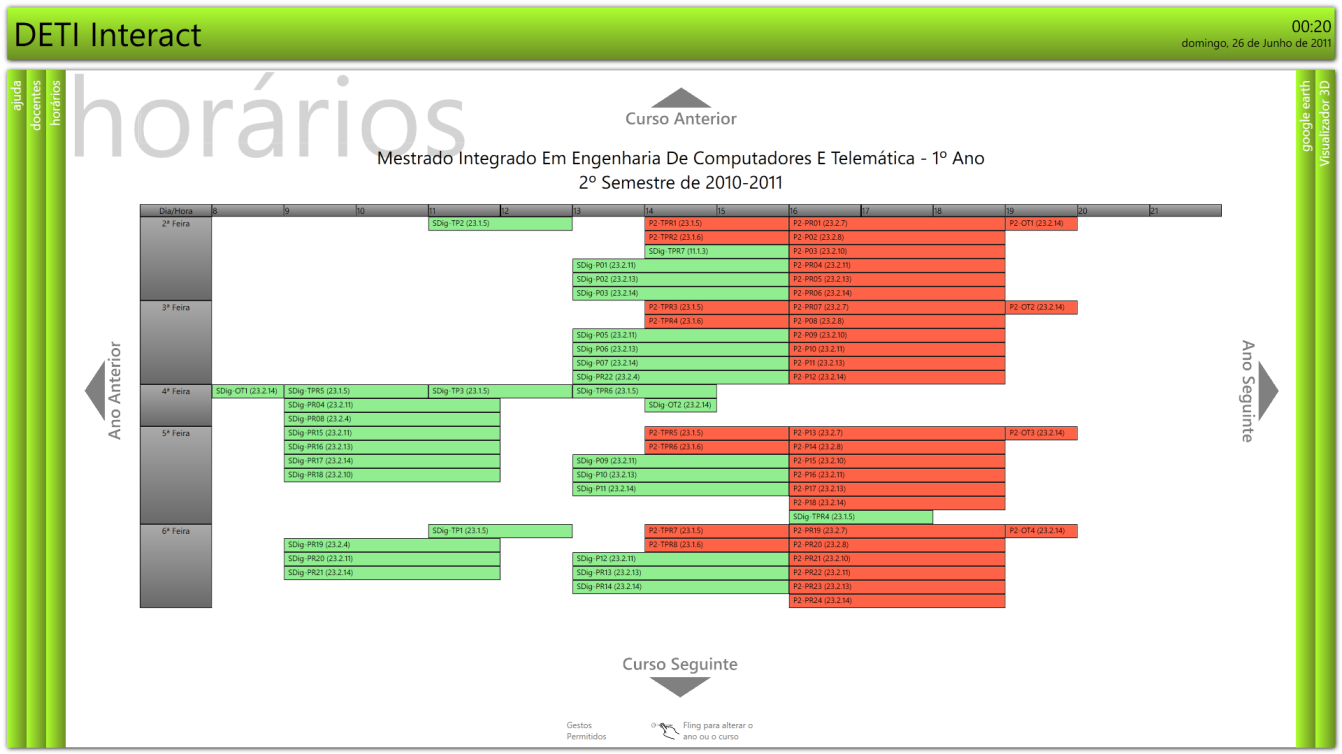 DETI Interact
00:20
domingo, 26 de Junho de 2011
ajuda
docentes
horários
google earth
Visualizador 3D
horários
Curso Anterior
Mestrado Integrado Em Engenharia De Computadores E Telemática - 1º Ano
2º Semestre de 2010-2011
Ano Anterior
Ano Seguinte
Dia/Hora 8 9 10 11 12 13 14 15 16 17 18 19 20 21
2ª Feira SDig-TP2 (23.1.5) P2-TPR1 (23.1.5) P2-PR01 (23.2.7) P2-OT1 (23.2.14)
P2-TPR2 (23.1.6) P2-P02 (23.2.8)
SDig-TPR7 (11.1.3) P2-P03 (23.2.10)
SDig-P01 (23.2.11) P2-PR04 (23.2.11)
SDig-P02 (23.2.13) P2-PR05 (23.2.13)
SDig-P03 (23.2.14) P2-PR06 (23.2.14)
3ª Feira P2-TPR3 (23.1.5) P2-PR07 (23.2.7) P2-OT2 (23.2.14)
P2-TPR4 (23.1.6) P2-P08 (23.2.8)
SDig-P05 (23.2.11) P2-P09 (23.2.10)
SDig-P06 (23.2.13) P2-P10 (23.2.11)
SDig-P07 (23.2.14) P2-P11 (23.2.13)
SDig-PR22 (23.2.4) P2-P12 (23.2.14)
4ª Feira SDig-OT1 (23.2.14) SDig-TPR5 (23.1.5) SDig-TP3 (23.1.5) SDig-TPR6 (23.1.5)
SDig-PR04 (23.2.11) SDig-OT2 (23.2.14)
SDig-PR08 (23.2.4)
5ª Feira SDig-PR15 (23.2.11) P2-TPR5 (23.1.5) P2-P13 (23.2.7) P2-OT3 (23.2.14)
SDig-PR16 (23.2.13) P2-TPR6 (23.1.6) P2-P14 (23.2.8)
SDig-PR17 (23.2.14) SDig-P09 (23.2.11) P2-P15 (23.2.10)
SDig-PR18 (23.2.10) SDig-P10 (23.2.13) P2-P16 (23.2.11)
SDig-P11 (23.2.14) P2-P17 (23.2.13)
P2-P18 (23.2.14)
SDig-TPR4 (23.1.5)
6ª Feira SDig-TP1 (23.1.5) P2-TPR7 (23.1.5) P2-PR19 (23.2.7) P2-OT4 (23.2.14)
SDig-PR19 (23.2.4) P2-TPR8 (23.1.6) P2-PR20 (23.2.8)
SDig-PR20 (23.2.11) SDig-P12 (23.2.11) P2-PR21 (23.2.10)
SDig-PR21 (23.2.14) SDig-PR13 (23.2.13) P2-PR22 (23.2.11)
SDig-PR14 (23.2.14) P2-PR23 (23.2.13)
P2-PR24 (23.2.14)
Curso Seguinte
Gestos
Permitidos
Fling para alterar o
ano ou o curso